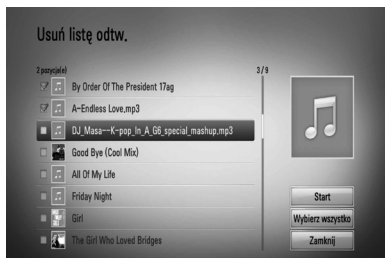 Usuń listę odtw.
2 pozycja(e)
3/9
By Order Of The President 17ag
A-Endless Love,mp3
DJ_Masa--K-pop_In_A_G6_special_mashup,mp3
Good Bye (Cool Mix)
All Of My Life
Friday Night
Girl
The Girl Who Loved Bridges
Start
Wybierz wszystko
Zamknij